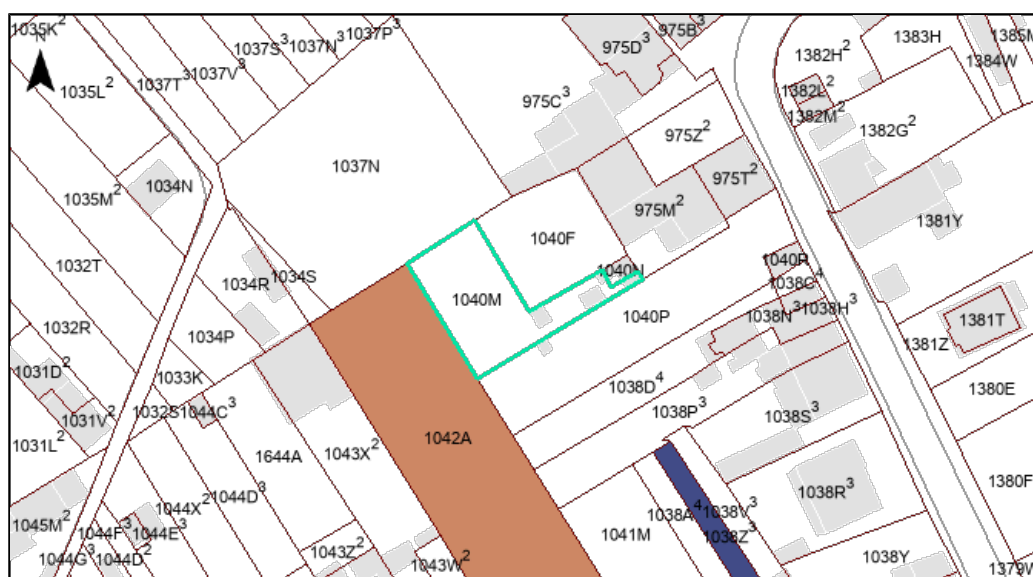 1035K²
1037S³
1037N³
1037P³
975B³
975D³
1382H²
1383H
1384W
N
1035L²
1037T³
1037V³
975C³
1382L²
1382M²
1382G²
975Z²
1037N
1034N
1035M²
975T²
975M²
1381Y
1040F
1032T
1034R
1034S
1040N
1040R
1038C⁴
1040M
1040P
1038N³
1038H³
1381T
1032R
1034P
1381Z
1031D²
1033K
1038D⁴
1380E
1031V²
1032S
1044C³
1038P³
1038S³
1031L²
1042A
1043X²
1644A
1380F
1044D³
1038R³
1044X²
1038A⁴
1038V³
1045M²
1044F³
1044E³
1041M
1038Z³
1044G³
1044D²
1043Z²
1043W²
1038Y